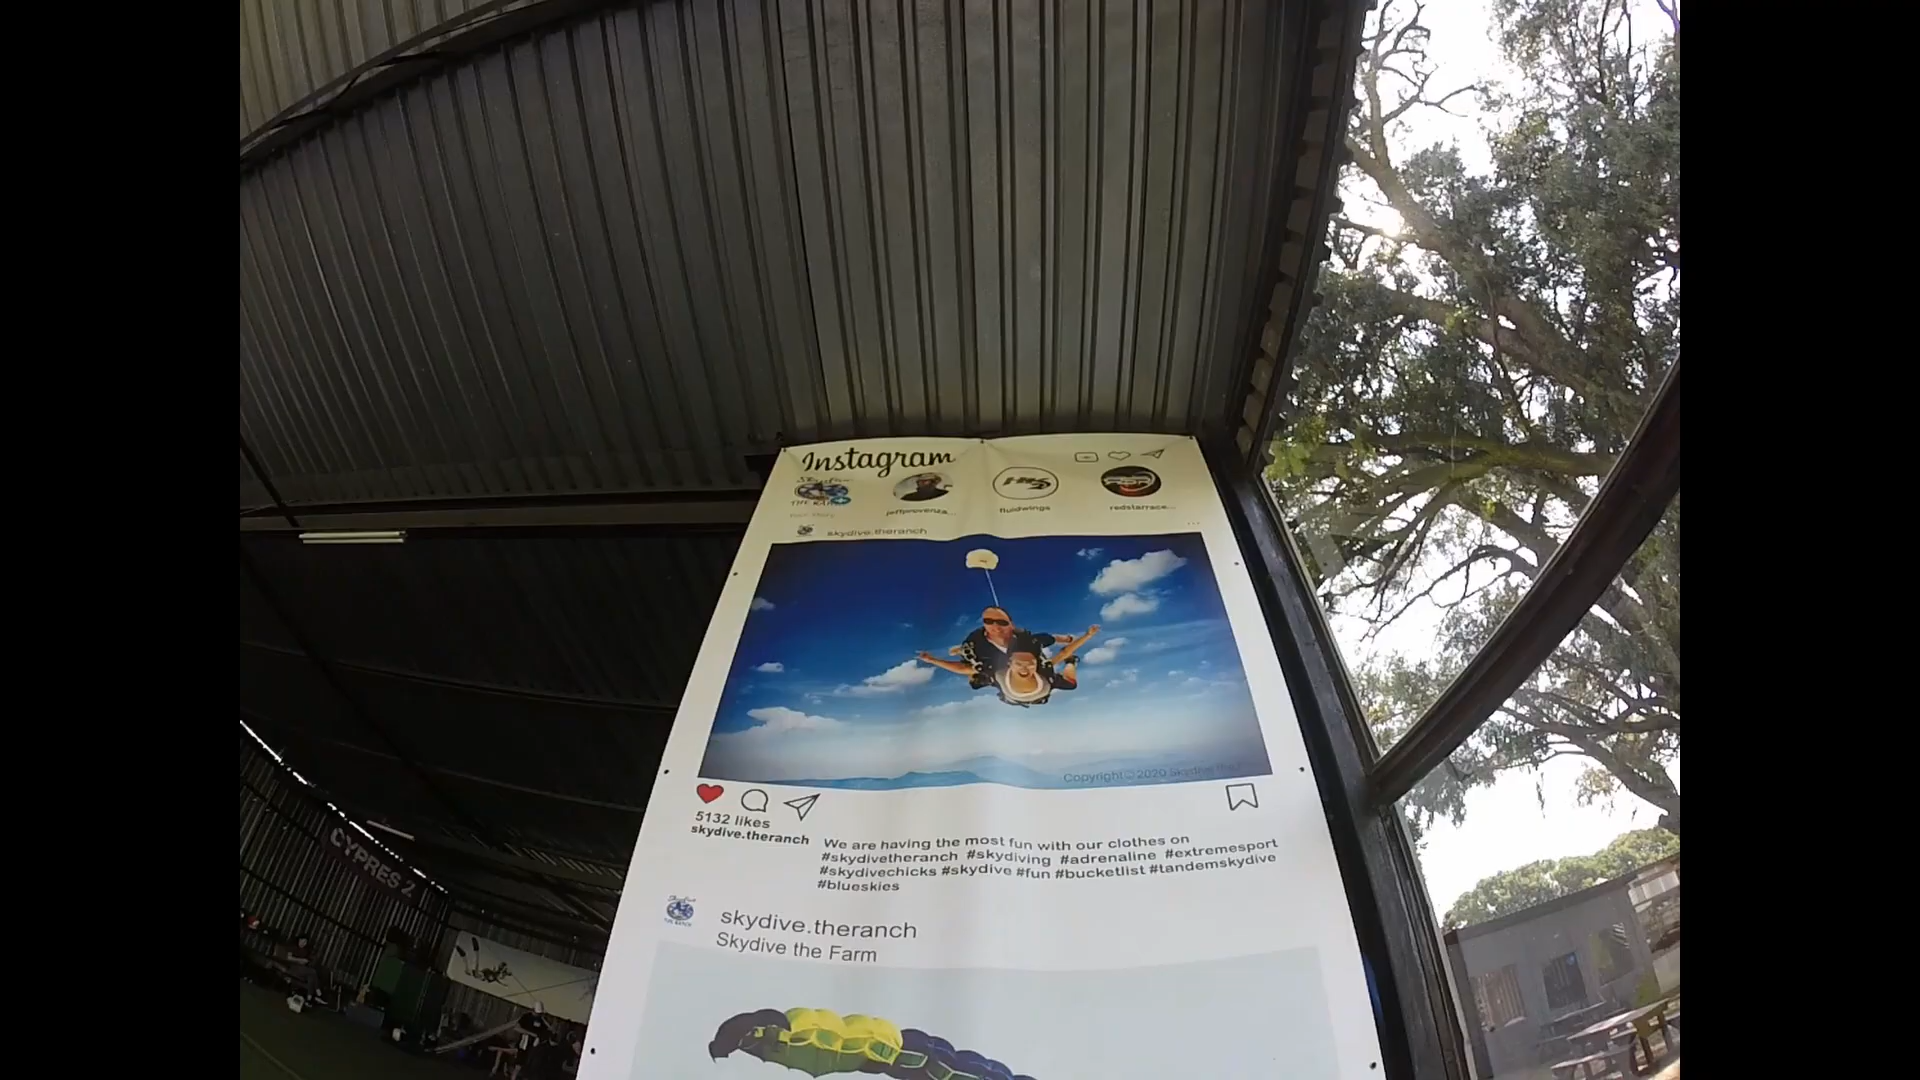 Instagram
fluidwings
redstarrace...
skydive.theranch
Copyright © 2020 Skydive the
5132 likes
skydive.theranch
We are having the most fun with our clothes on
#skydivetheranch #skydiving #adrenaline #extremesport
#skydivechicks #skydive #fun #bucketlist #tandemskydive
#blueskies
skydive.theranch
Skydive the Farm
CYPRES 2